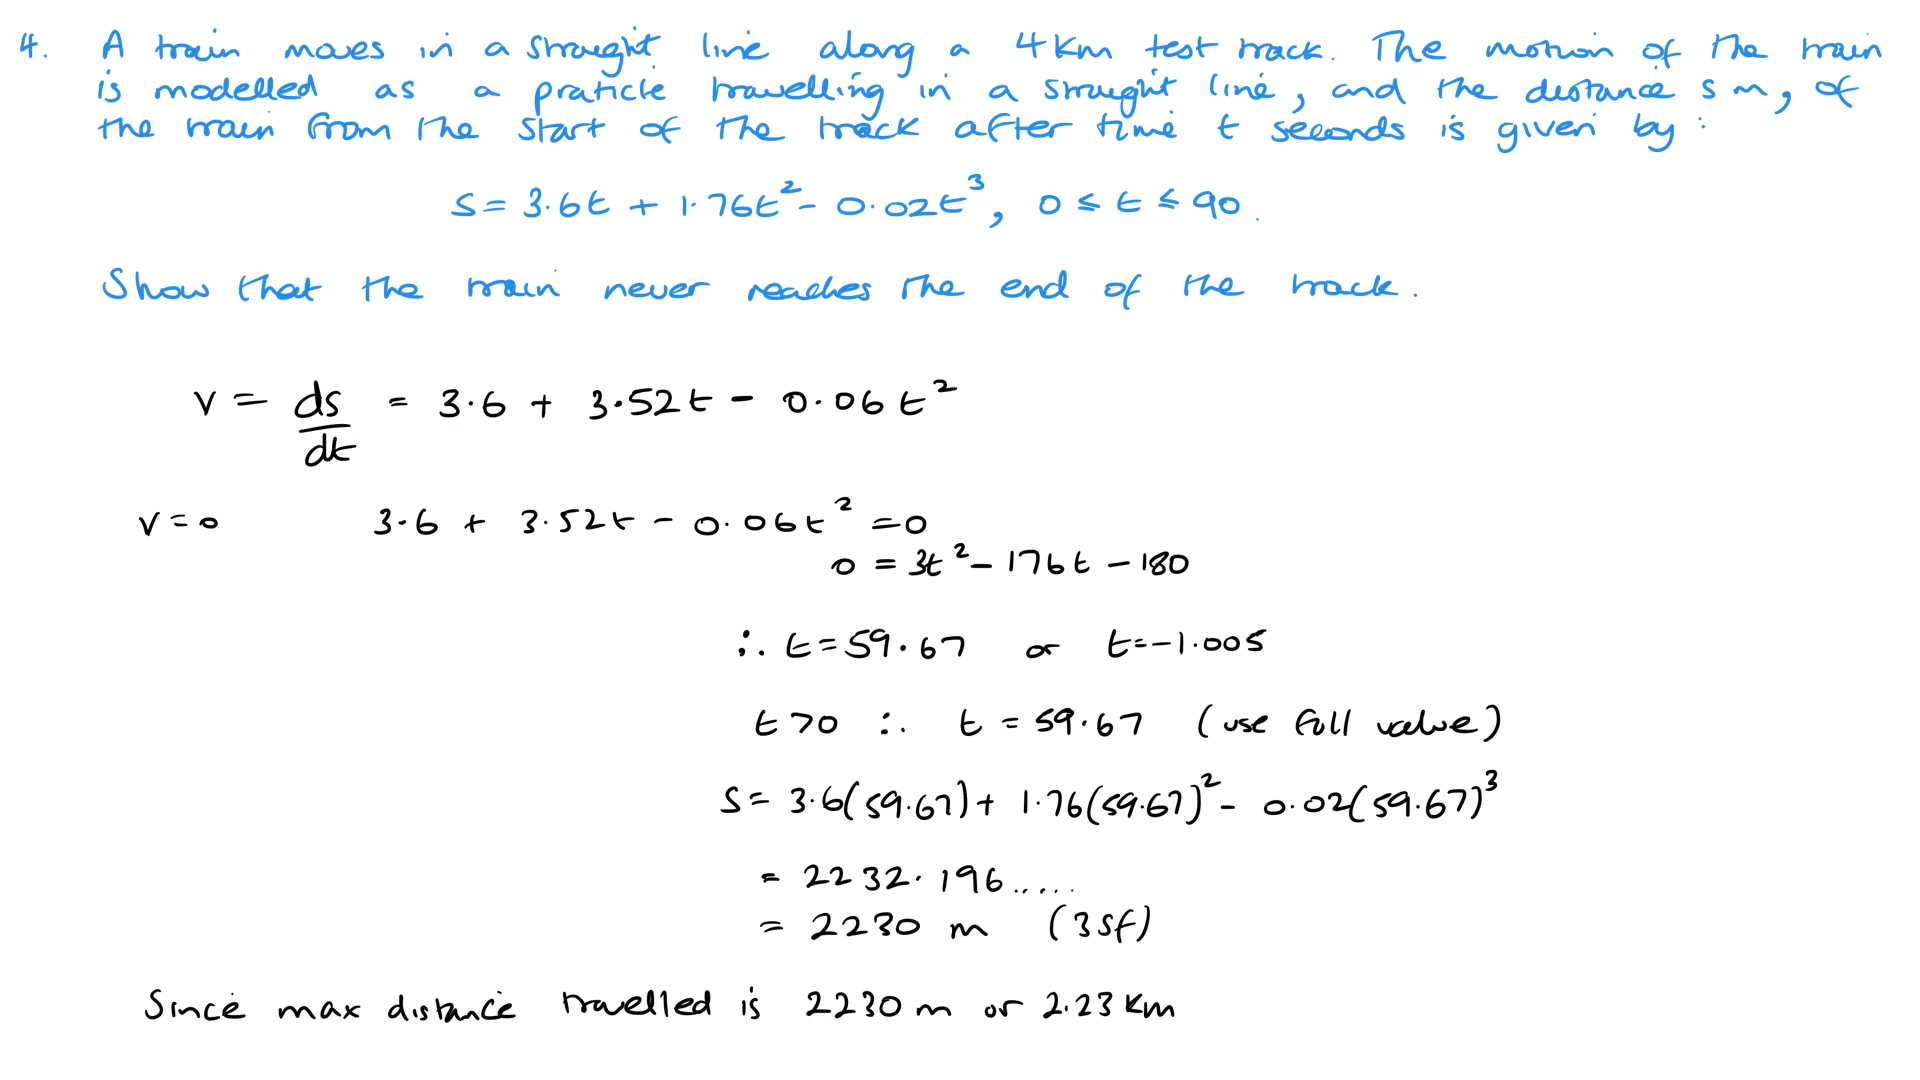 4. A train moves in a straight line along a 4km test track. The motion of the train
is modelled as a praticle travelling in a straight line, and the distance s m, of
the train from the start of the track after time t seconds is given by:
s = 3.6t + 1.76t² - 0.02t³, 0 ≤ t ≤ 90.
Show that the train never reaches the end of the track.
v = ds/dt = 3.6 + 3.52t - 0.06t²
v = 0 3.6 + 3.52t - 0.06t² = 0
0 = 3t² - 176t - 180
∴ t = 59.67 or t = -1.005
t > 0 ∴ t = 59.67 (use full value)
s = 3.6(59.67) + 1.76(59.67)² - 0.02(59.67)³
= 2232.196.....
= 2230 m (3sf)
Since max distance travelled is 2230 m or 2.23 km